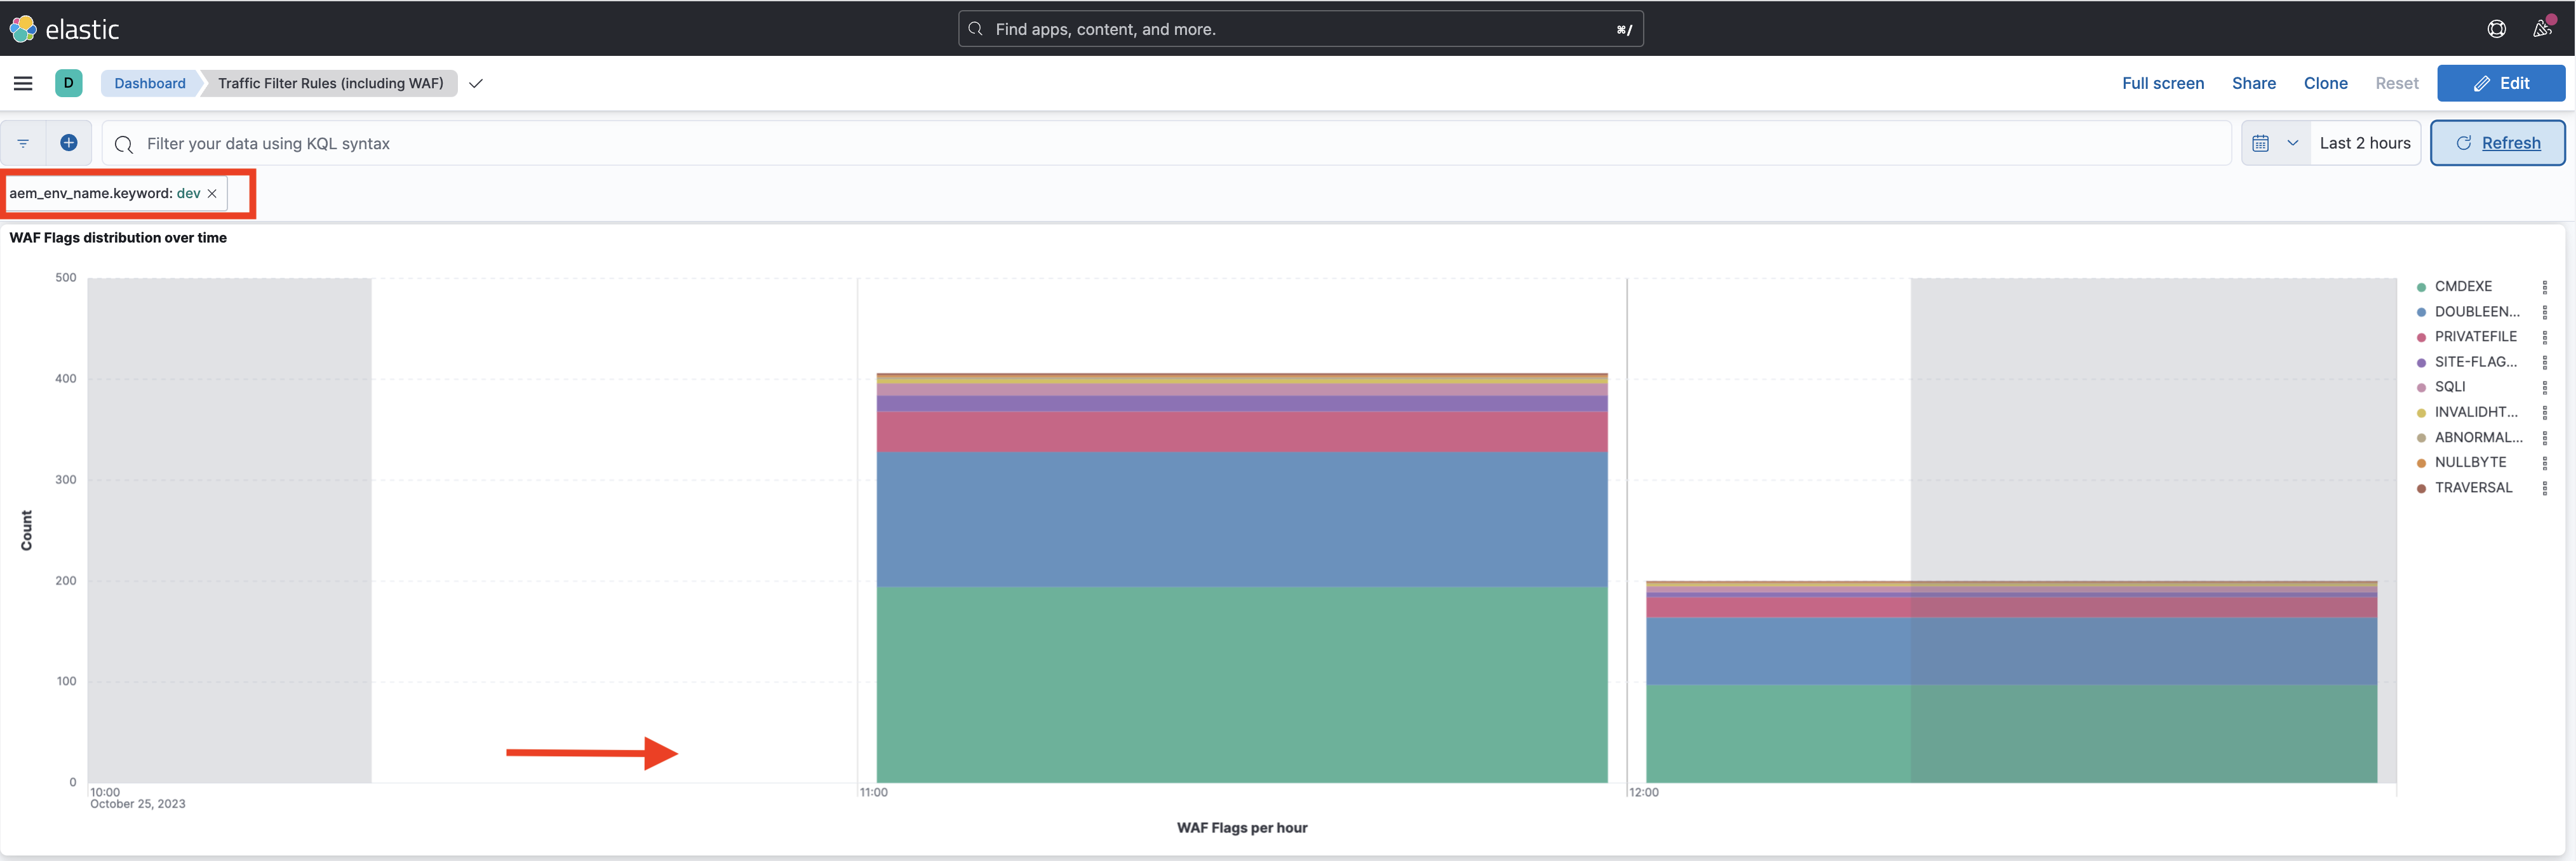 elastic
Find apps, content, and more.
⌘/
D
Dashboard
Traffic Filter Rules (including WAF)
Full screen
Share
Clone
Reset
Edit
Filter your data using KQL syntax
Last 2 hours
Refresh
aem_env_name.keyword: dev ×
WAF Flags distribution over time
500
400
300
200
100
0
Count
10:00
October 25, 2023
11:00
12:00
WAF Flags per hour
CMDEXE
DOUBLEEN...
PRIVATEFILE
SITE-FLAG...
SQLI
INVALIDHT...
ABNORMAL...
NULLBYTE
TRAVERSAL